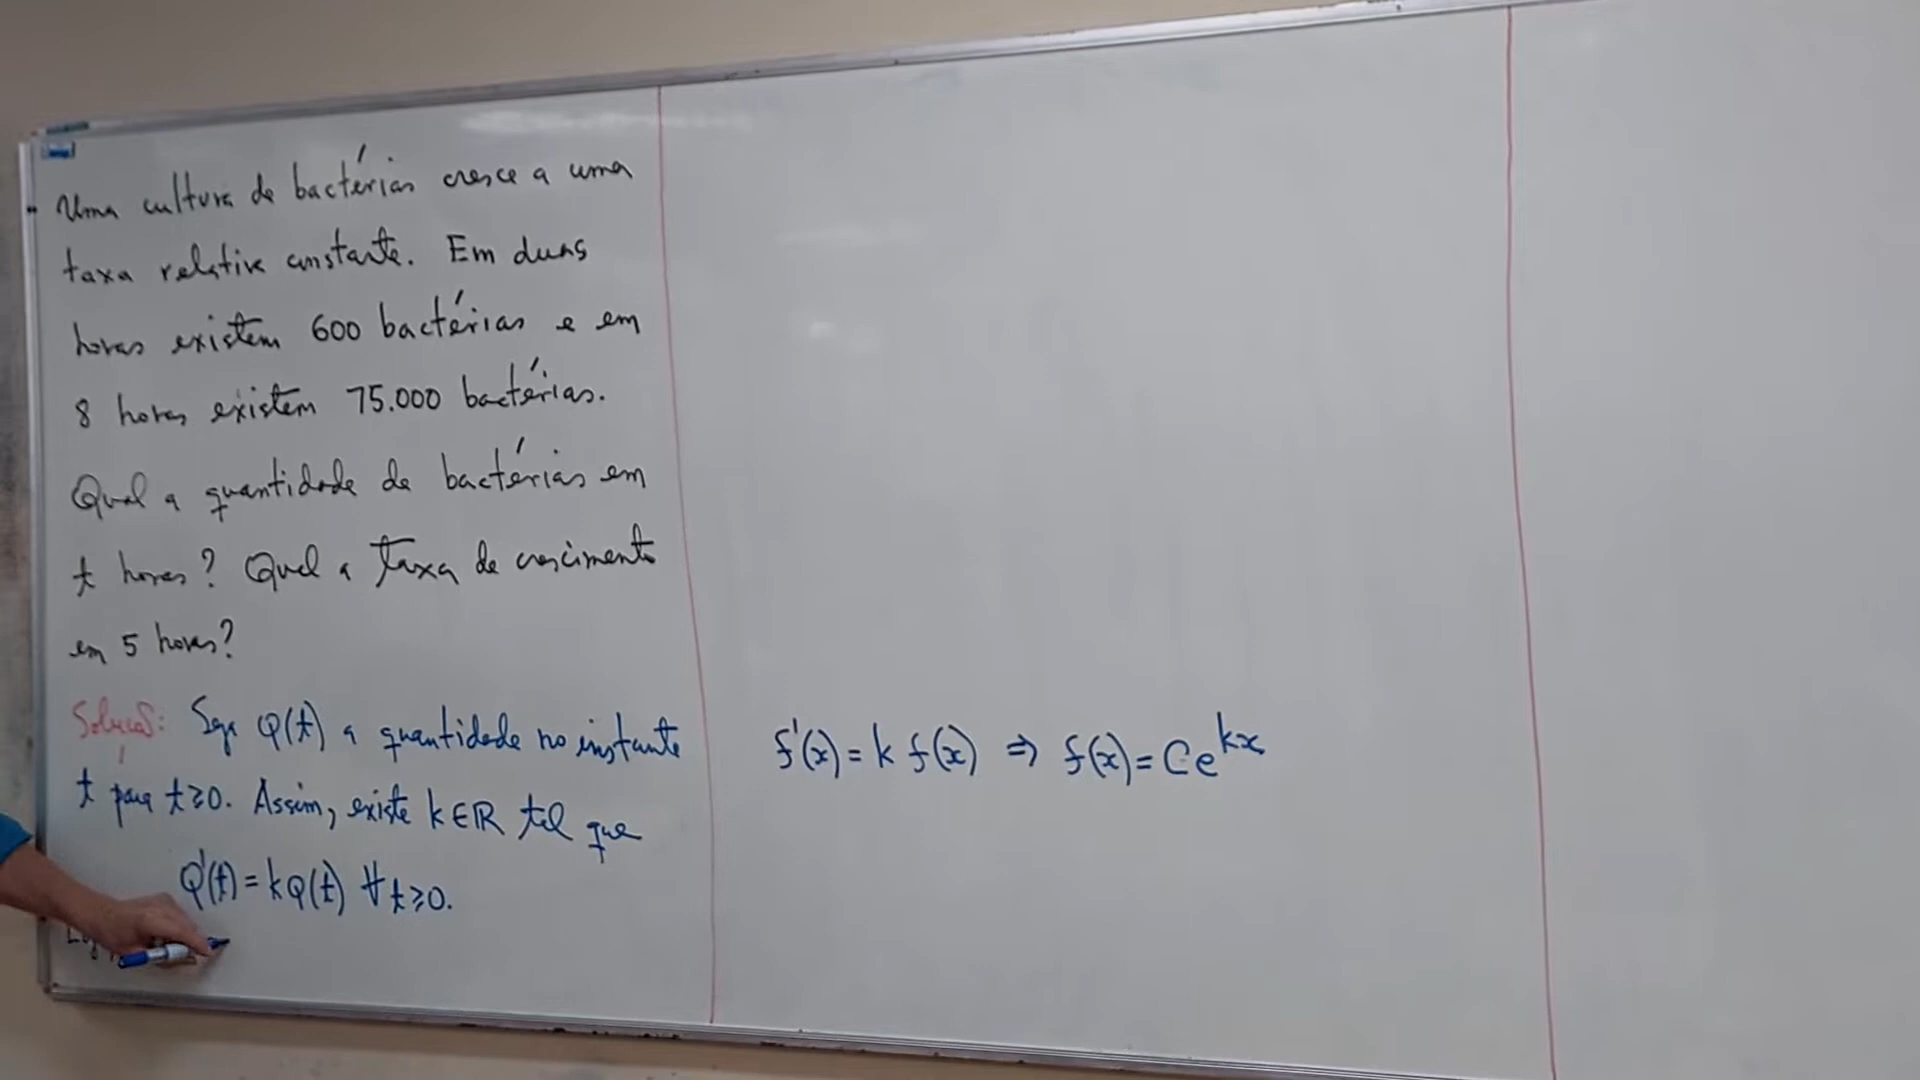 Uma cultura de bactérias cresce a uma
taxa relativa constante. Em duas
horas existem 600 bactérias e em
8 horas existem 75.000 bactérias.
Qual a quantidade de bactérias em
t horas? Qual a taxa de crescimento
em 5 horas?
Solução: Seja Q(t) a quantidade no instante
t para t≥0. Assim, existe k∈ℝ tal que
Q'(t) = kQ(t) ∀ t≥0.
f'(x) = k f(x) ⇒ f(x) = Ce^{kx}